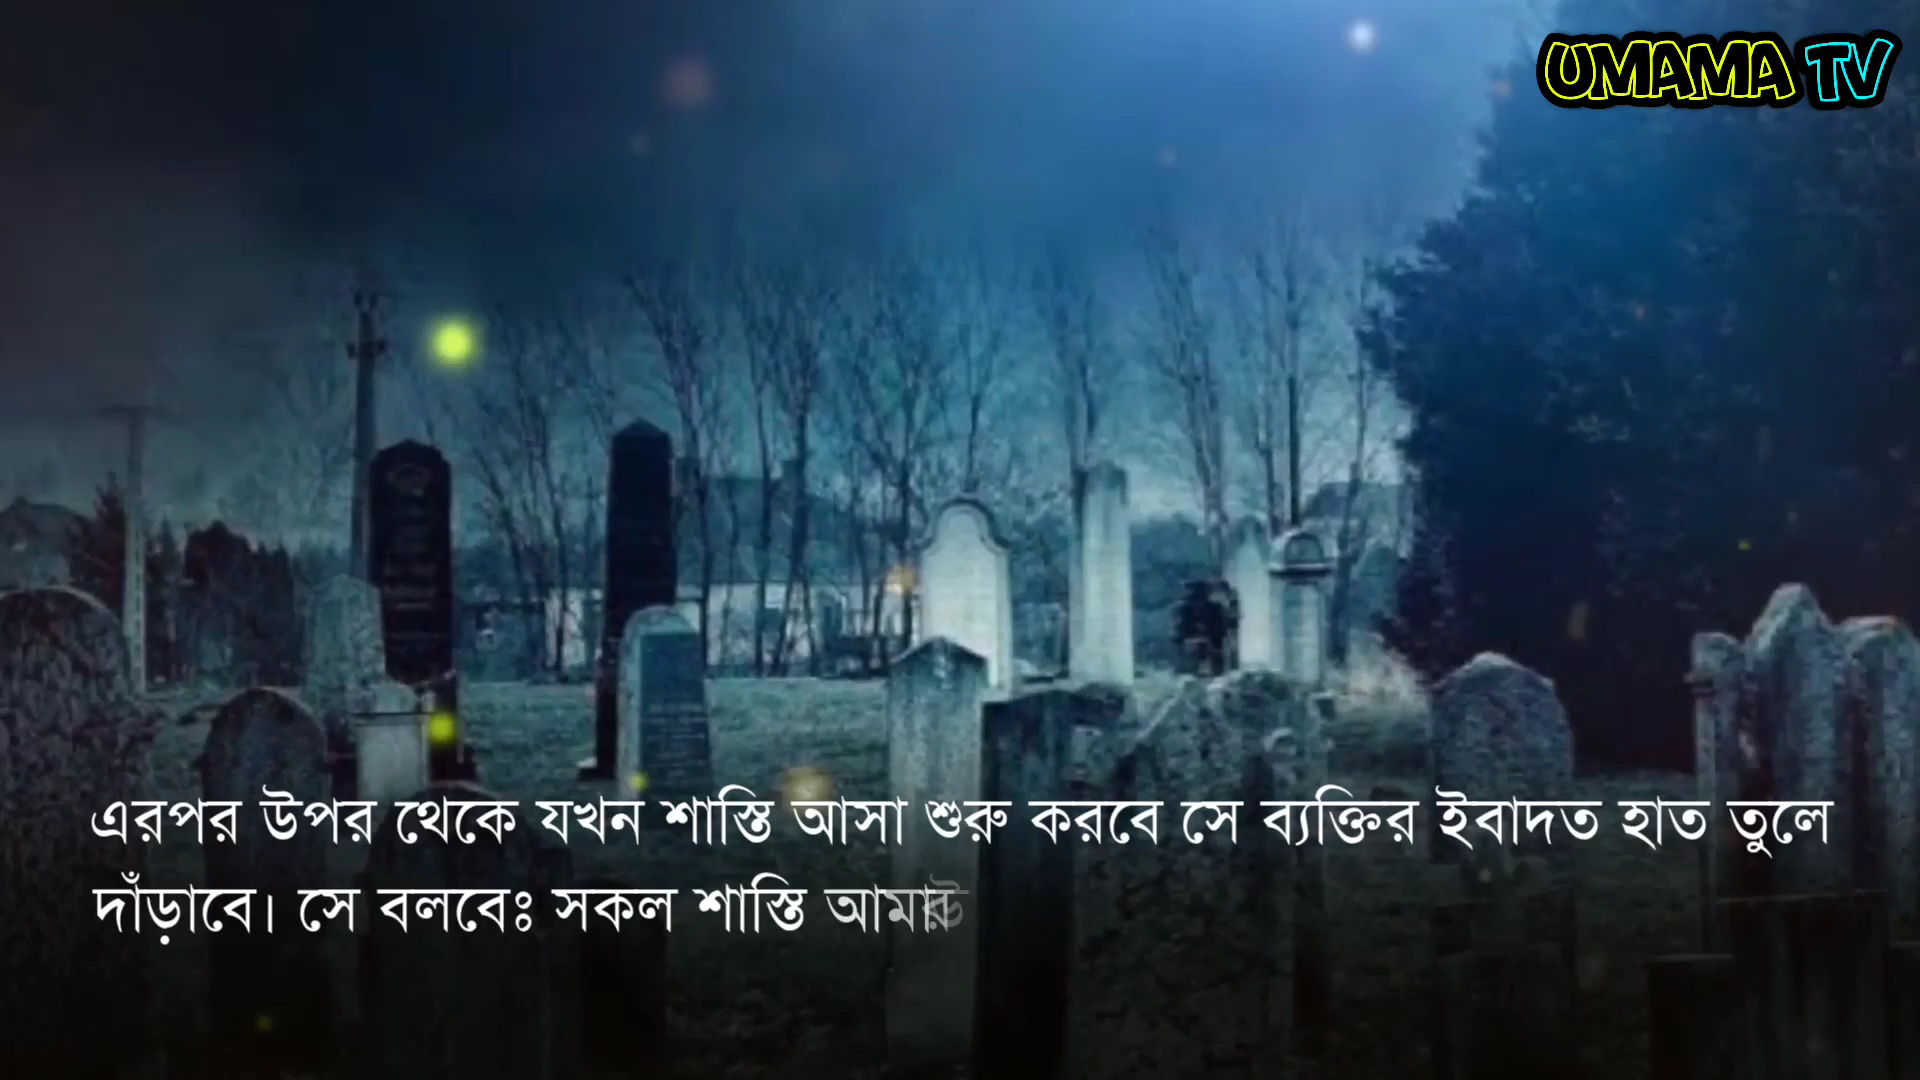 UMAMA TV
এরপর উপর থেকে যখন শাস্তি আসা শুরু করবে সে ব্যক্তির ইবাদত হাত তুলে
দাঁড়াবে। সে বলবেঃ সকল শাস্তি আমার